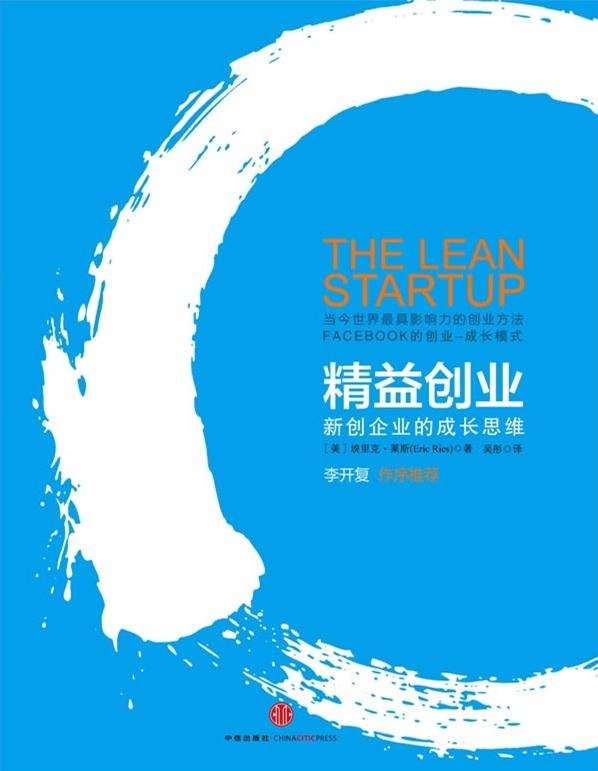 THE LEAN
STARTUP
当今世界最具影响力的创业方法
FACEBOOK的创业–成长模式
精益创业
新创企业的成长思维
［美］埃里克·莱斯(Eric Ries)◎著 吴彤◎译
李开复 作序推荐
中信出版社·CHINACITICPRESS